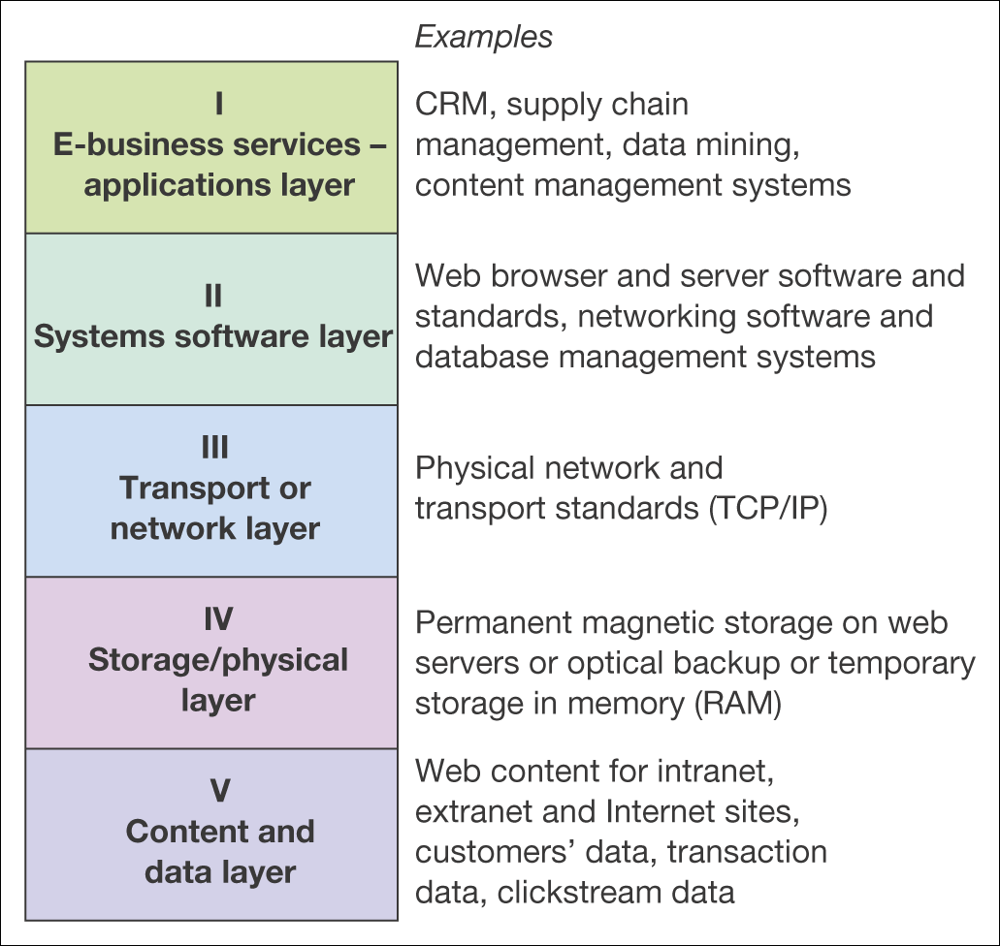 Examples
I
E-business services –
applications layer
CRM, supply chain
management, data mining,
content management systems
II
Systems software layer
Web browser and server software and
standards, networking software and
database management systems
III
Transport or
network layer
Physical network and
transport standards (TCP/IP)
IV
Storage/physical
layer
Permanent magnetic storage on web
servers or optical backup or temporary
storage in memory (RAM)
V
Content and
data layer
Web content for intranet,
extranet and Internet sites,
customers’ data, transaction
data, clickstream data